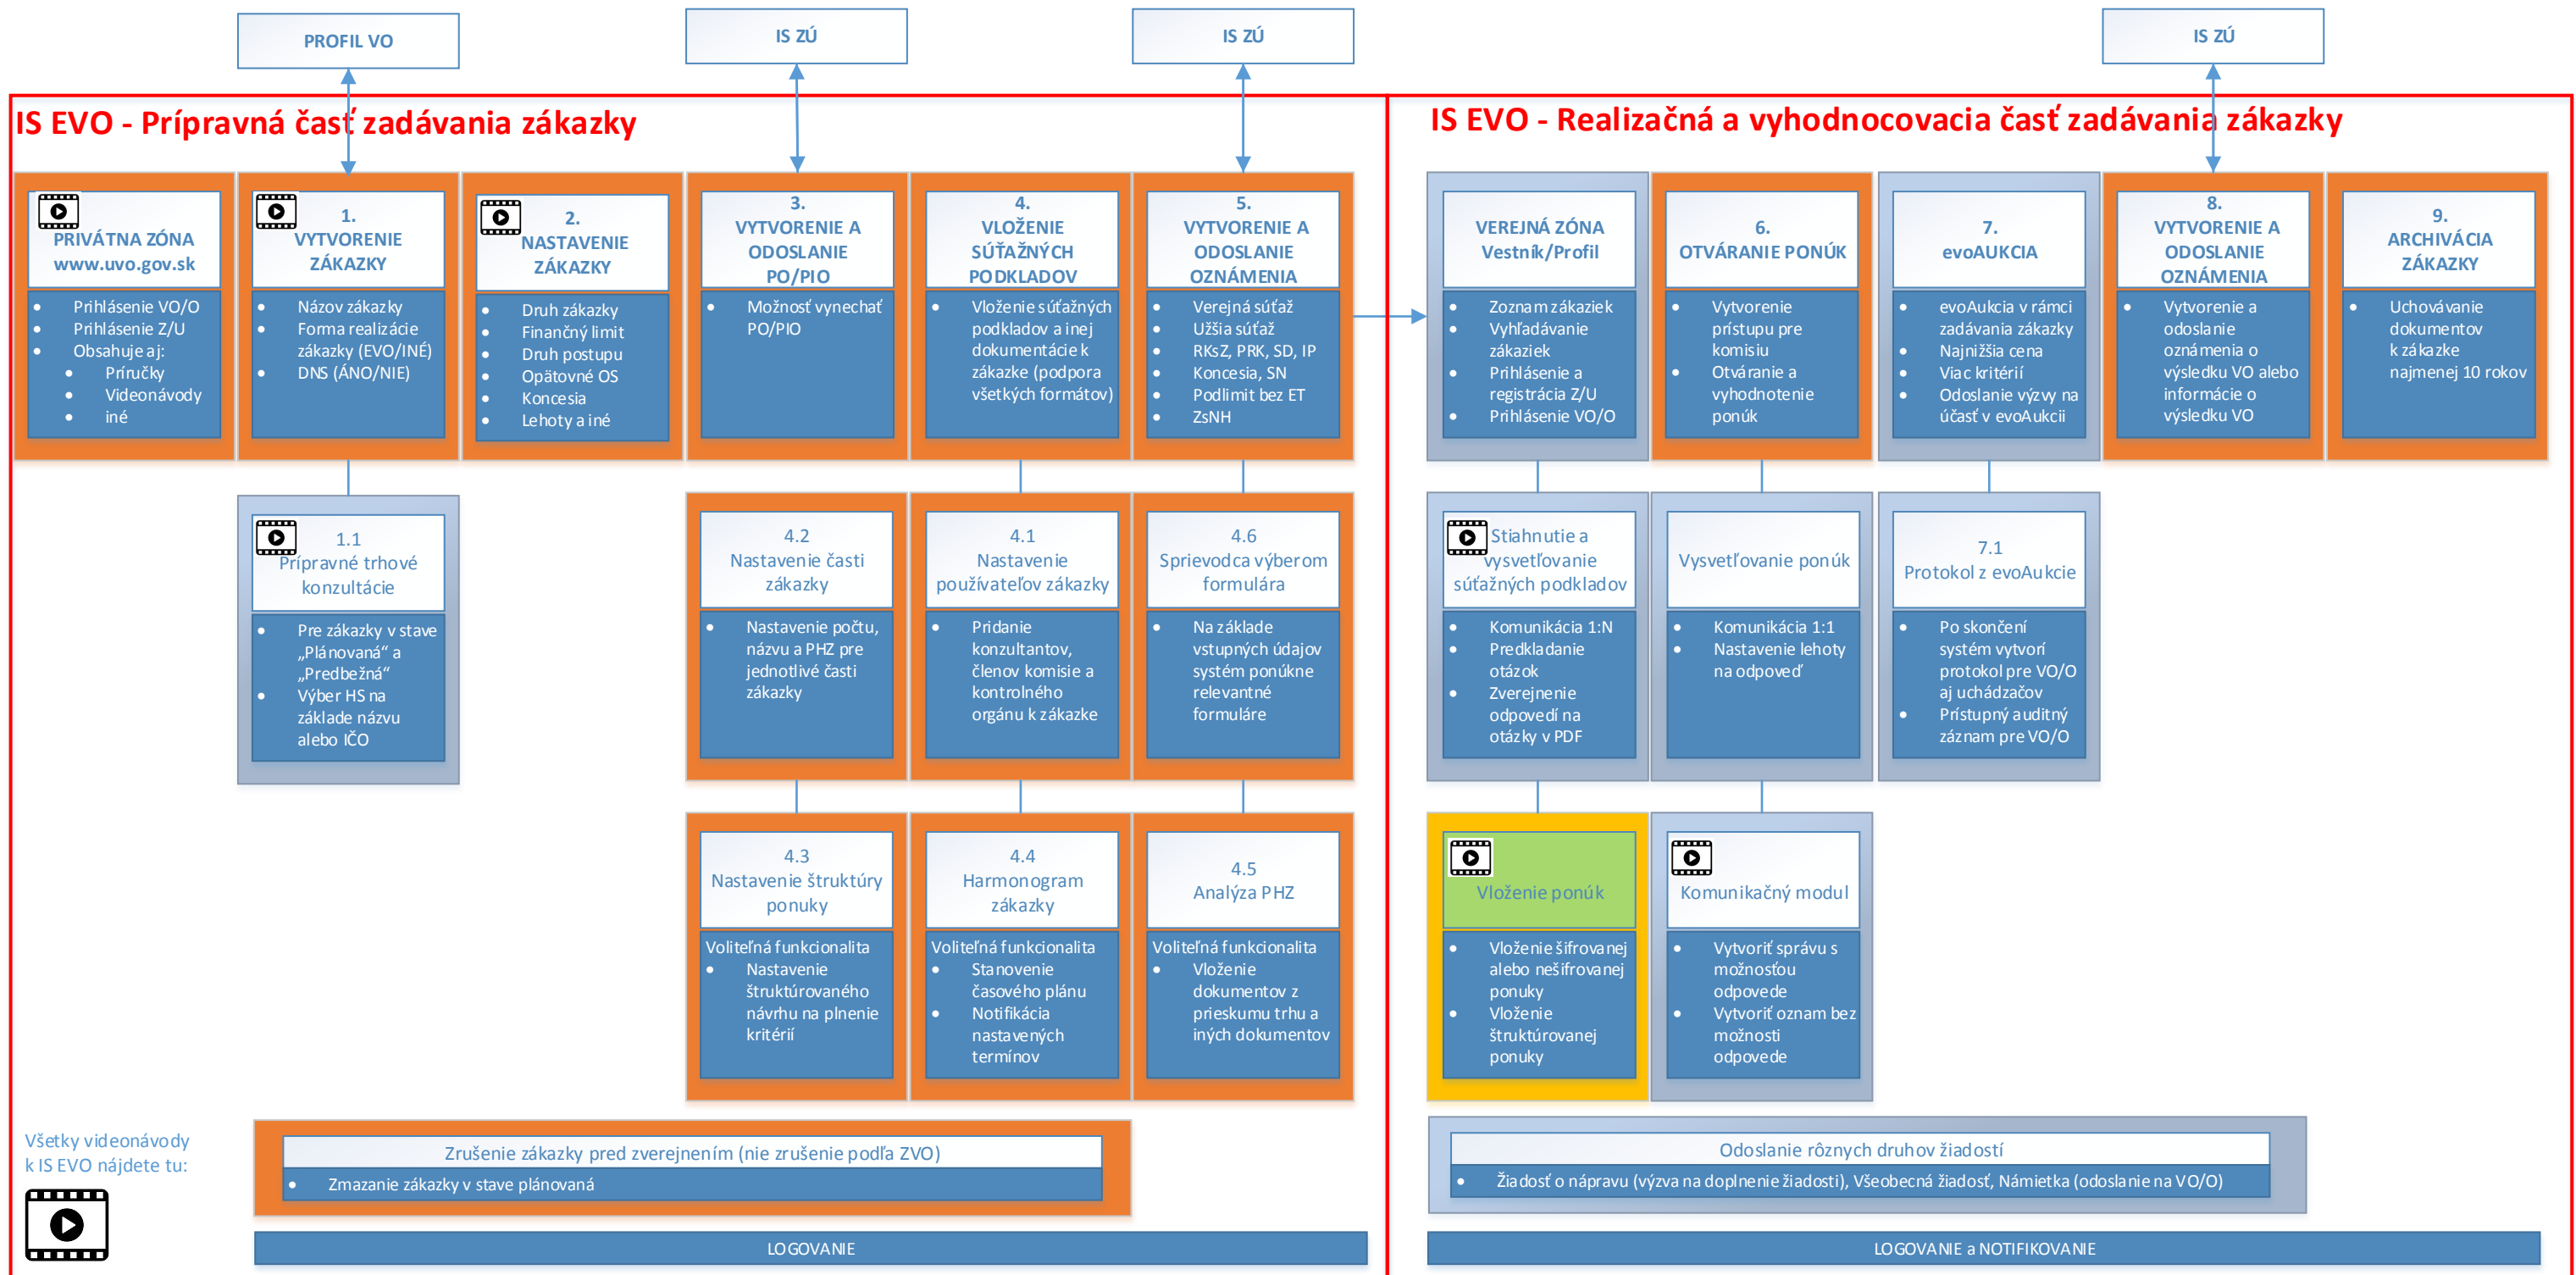 PROFIL VO
IS ZÚ
IS ZÚ
IS ZÚ
IS EVO - Prípravná časť zadávania zákazky
IS EVO - Realizačná a vyhodnocovacia časť zadávania zákazky
PRIVÁTNA ZÓNA
www.uvo.gov.sk
• Prihlásenie VO/O
• Prihlásenie Z/U
• Obsahuje aj:
• Príručky
• Videonávody
• iné
1.
VYTVORENIE
ZÁKAZKY
• Názov zákazky
• Forma realizácie
zákazky (EVO/INÉ)
• DNS (ÁNO/NIE)
2.
NASTAVENIE
ZÁKAZKY
• Druh zákazky
• Finančný limit
• Druh postupu
• Opätovné OS
• Koncesia
• Lehoty a iné
3.
VYTVORENIE A
ODOSLANIE
PO/PIO
• Možnosť vynechať
PO/PIO
4.
VLOŽENIE
SÚŤAŽNÝCH
PODKLADOV
• Vloženie súťažných
podkladov a inej
dokumentácie k
zákazke (podpora
všetkých formátov)
5.
VYTVORENIE A
ODOSLANIE
OZNÁMENIA
• Verejná súťaž
• Užšia súťaž
• RKsZ, PRK, SD, IP
• Koncesia, SN
• Podlimit bez ET
• ZsNH
VEREJNÁ ZÓNA
Vestník/Profil
• Zoznam zákaziek
• Vyhľadávanie
zákaziek
• Prihlásenie a
registrácia Z/U
• Prihlásenie VO/O
6.
OTVÁRANIE PONÚK
• Vytvorenie
prístupu pre
komisiu
• Otváranie a
vyhodnotenie
ponúk
7.
evoAUKCIA
• evoAukcia v rámci
zadávania zákazky
• Najnižšia cena
• Viac kritérií
• Odoslanie výzvy na
účasť v evoAukcii
8.
VYTVORENIE A
ODOSLANIE
OZNÁMENIA
• Vytvorenie a
odoslanie
oznámenia o
výsledku VO alebo
informácie o
výsledku VO
9.
ARCHIVÁCIA
ZÁKAZKY
• Uchovávanie
dokumentov
k zákazke
najmenej 10 rokov
1.1
Prípravné trhové
konzultácie
• Pre zákazky v stave
„Plánovaná“ a
„Predbežná“
• Výber HS na
základe názvu
alebo IČO
4.2
Nastavenie časti
zákazky
• Nastavenie počtu,
názvu a PHZ pre
jednotlivé časti
zákazky
4.1
Nastavenie
používateľov zákazky
• Pridanie
konzultantov,
členov komisie a
kontrolného
orgánu k zákazke
4.6
Sprievodca výberom
formulára
• Na základe
vstupných údajov
systém ponúkne
relevantné
formuláre
Stiahnutie a
vysvetľovanie
súťažných podkladov
• Komunikácia 1:N
• Predkladanie
otázok
• Zverejnenie
odpovedí na
otázky v PDF
Vysvetľovanie ponúk
• Komunikácia 1:1
• Nastavenie lehoty
na odpoveď
7.1
Protokol z evoAukcie
• Po skončení
systém vytvorí
protokol pre VO/O
aj uchádzačov
• Prístupný auditný
záznam pre VO/O
4.3
Nastavenie štruktúry
ponuky
Voliteľná funkcionalita
• Nastavenie
štruktúrovaného
návrhu na plnenie
kritérií
4.4
Harmonogram
zákazky
Voliteľná funkcionalita
• Stanovenie
časového plánu
• Notifikácia
nastavených
termínov
4.5
Analýza PHZ
Voliteľná funkcionalita
• Vloženie
dokumentov z
prieskumu trhu a
iných dokumentov
Vloženie ponúk
• Vloženie šifrovanej
alebo nešifrovanej
ponuky
• Vloženie
štruktúrovanej
ponuky
Komunikačný modul
• Vytvoriť správu s
možnosťou
odpovede
• Vytvoriť oznam bez
možnosti
odpovede
Všetky videonávody
k IS EVO nájdete tu:
Zrušenie zákazky pred zverejnením (nie zrušenie podľa ZVO)
• Zmazanie zákazky v stave plánovaná
Odoslanie rôznych druhov žiadostí
• Žiadosť o nápravu (výzva na doplnenie žiadosti), Všeobecná žiadosť, Námietka (odoslanie na VO/O)
LOGOVANIE
LOGOVANIE a NOTIFIKOVANIE